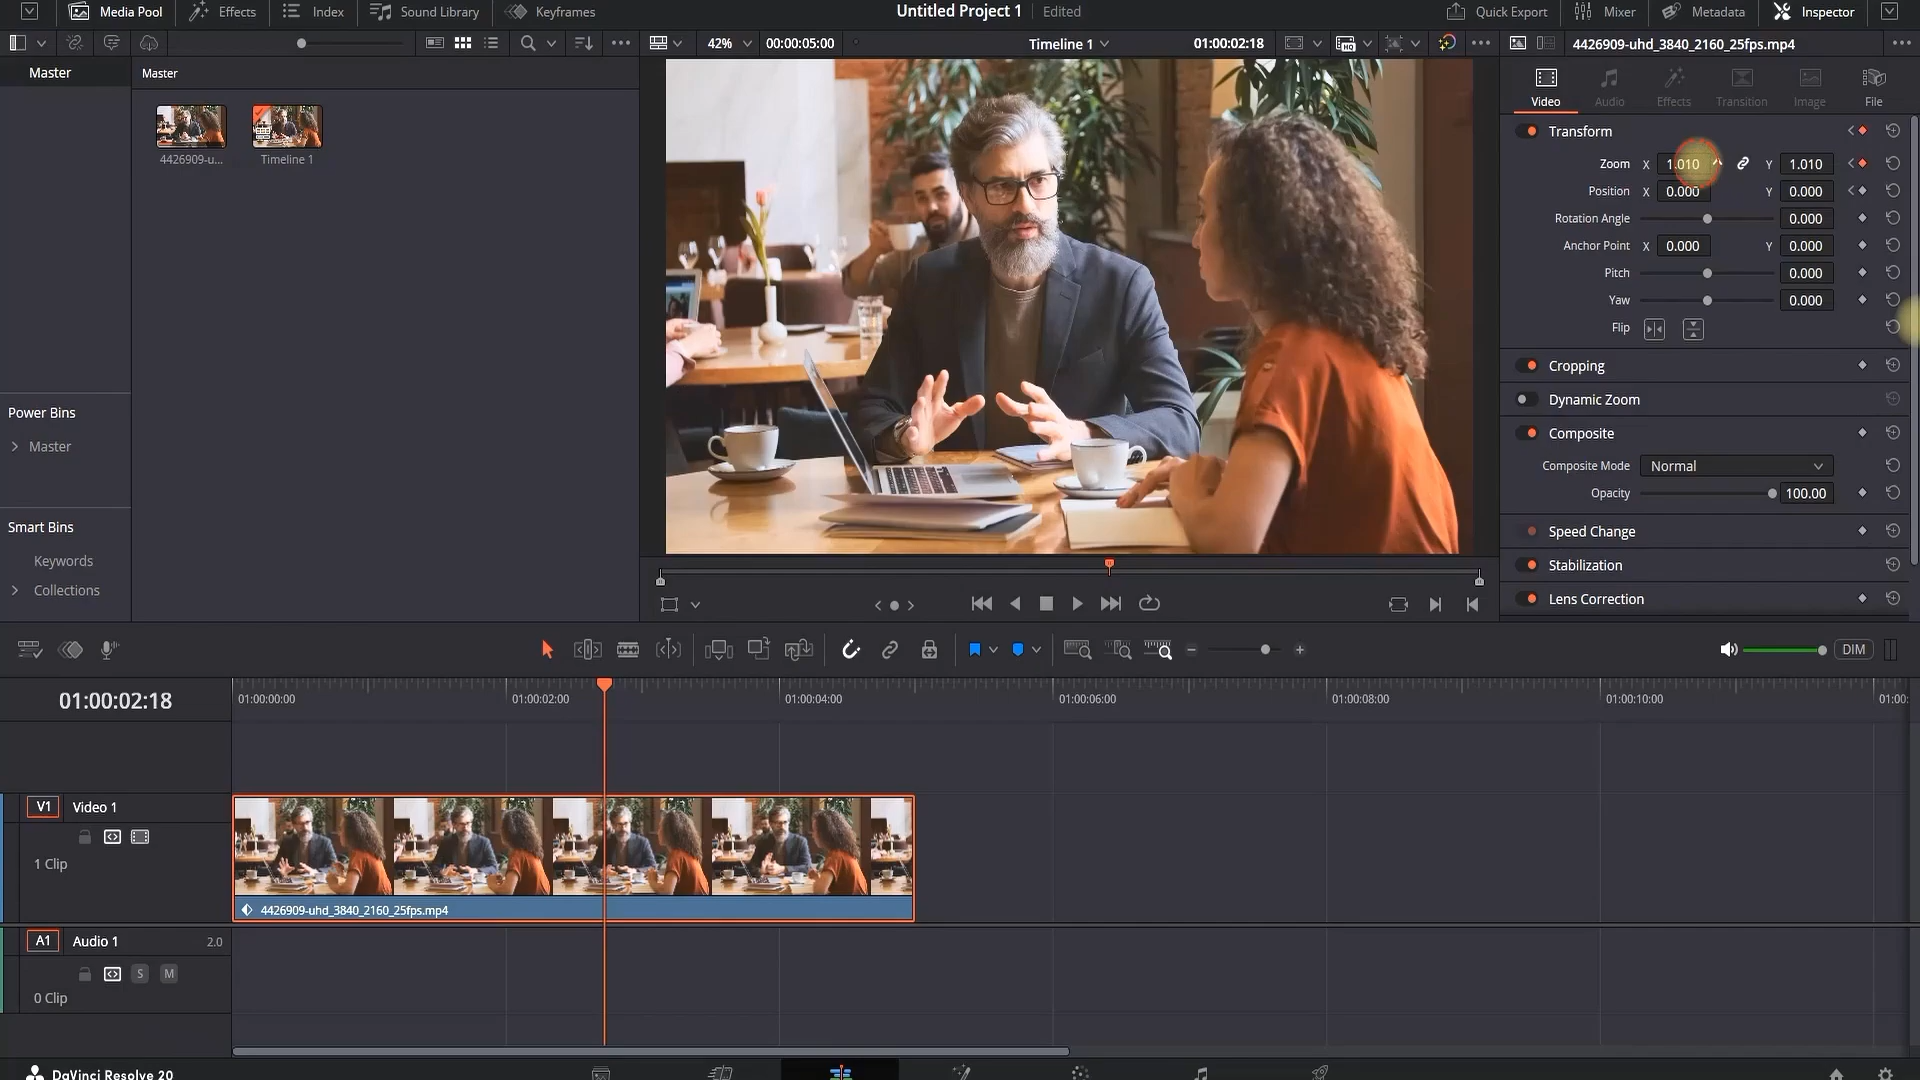 Media Pool Effects Index Sound Library Keyframes Untitled Project 1 Edited Quick Export Mixer Metadata Inspector
42% 00:00:05:00 Timeline 1 01:00:02:18 4426909-uhd_3840_2160_25fps.mp4
Master Master
4426909-u... Timeline 1
Power Bins
Master
Smart Bins
Keywords
Collections
Video Audio Effects Transition Image File
Transform
Zoom X 1.010 Y 1.010
Position X 0.000 Y 0.000
Rotation Angle 0.000
Anchor Point X 0.000 Y 0.000
Pitch 0.000
Yaw 0.000
Flip
Cropping
Dynamic Zoom
Composite
Composite Mode Normal
Opacity 100.00
Speed Change
Stabilization
Lens Correction
DIM
01:00:02:18 01:00:00:00 01:00:02:00 01:00:04:00 01:00:06:00 01:00:08:00 01:00:10:00 01:00:
V1 Video 1
1 Clip
4426909-uhd_3840_2160_25fps.mp4
A1 Audio 1 2.0
S M
0 Clip
DaVinci Resolve 20